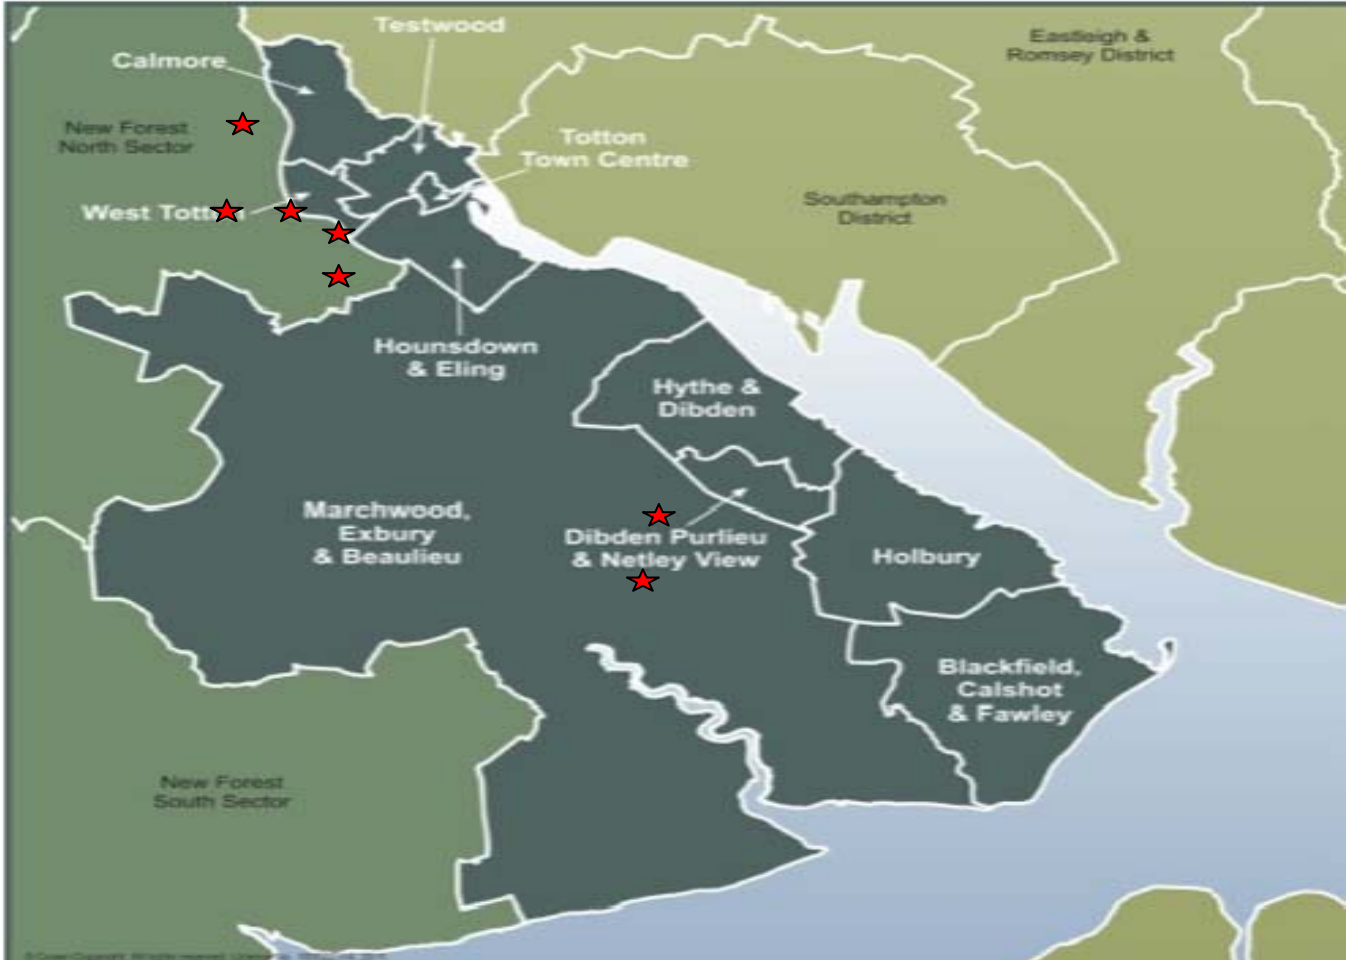 Testwood
Calmore
Eastleigh &
Romsey District
New Forest
North Sector
Totton
Town Centre
Southampton
District
West Totton
Hounsdown
& Eling
Hythe &
Dibden
Marchwood,
Exbury
& Beaulieu
Dibden Purlieu
& Netley View
Holbury
Blackfield,
Calshot
& Fawley
New Forest
South Sector